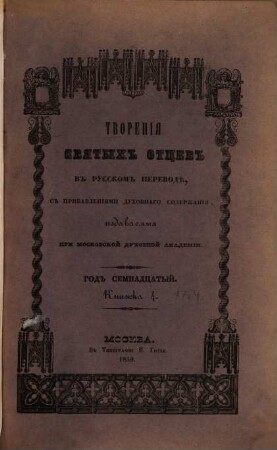 ТВОРЕНІЯ
СВЯТЫХЪ ОТЦЕВЪ
ВЪ РУССКОМЪ ПЕРЕВОДѢ,
СЪ ПРИБАВЛЕНІЯМИ ДУХОВНАГО СОДЕРЖАНІЯ,
издаваемыя
ПРИ МОСКОВСКОЙ ДУХОВНОЙ АКАДЕМІИ.
ГОДЪ СЕМНАДЦАТЫЙ.
Книжка 4.
МОСКВА.
Въ Типографіи В. Готье.
1858.